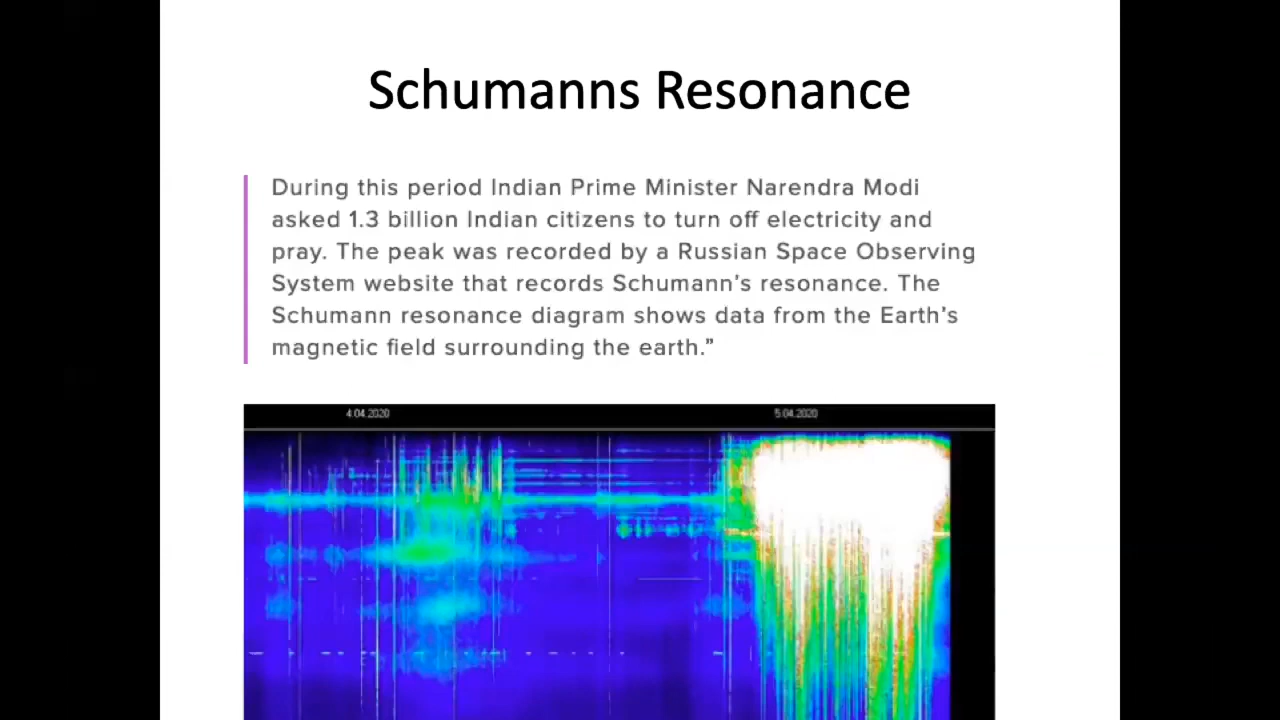 Schumanns Resonance
During this period Indian Prime Minister Narendra Modi
asked 1.3 billion Indian citizens to turn off electricity and
pray. The peak was recorded by a Russian Space Observing
System website that records Schumann’s resonance. The
Schumann resonance diagram shows data from the Earth’s
magnetic field surrounding the earth.”
4.04.2020 5.04.2020